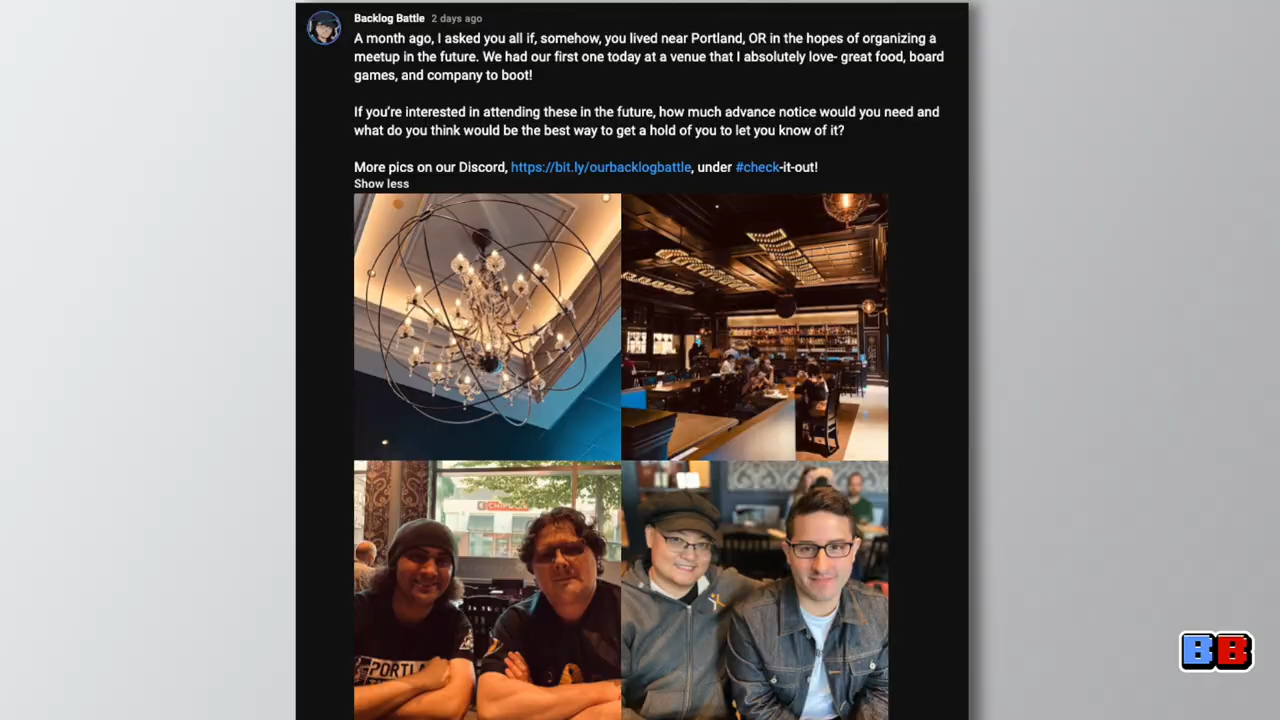 Backlog Battle 2 days ago
A month ago, I asked you all if, somehow, you lived near Portland, OR in the hopes of organizing a
meetup in the future. We had our first one today at a venue that I absolutely love- great food, board
games, and company to boot!
If you're interested in attending these in the future, how much advance notice would you need and
what do you think would be the best way to get a hold of you to let you know of it?
More pics on our Discord, https://bit.ly/ourbacklogbattle, under #check-it-out!
Show less
CHIPOTLE
PORTLA
BB